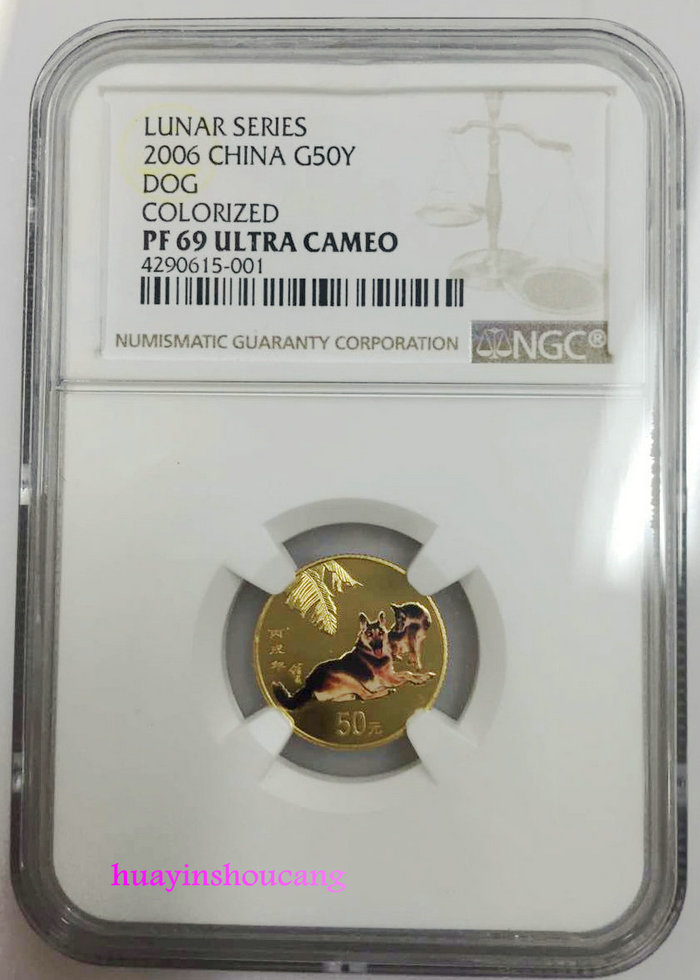 LUNAR SERIES
2006 CHINA G50Y
DOG
COLORIZED
PF 69 ULTRA CAMEO
4290615-001
NUMISMATIC GUARANTY CORPORATION
NGC®
丙戌年
50元
huayinshoucang